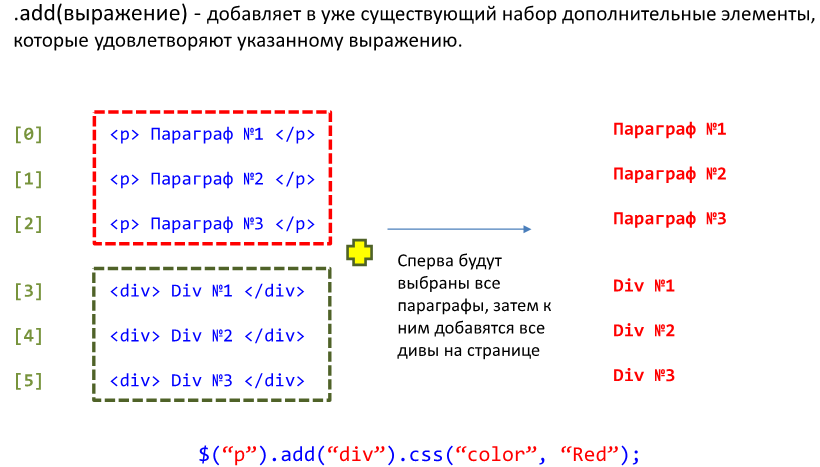 .add(выражение) - добавляет в уже существующий набор дополнительные элементы,
которые удовлетворяют указанному выражению.
[0] <p> Параграф №1 </p> Параграф №1
[1] <p> Параграф №2 </p> Параграф №2
[2] <p> Параграф №3 </p> Параграф №3
Сперва будут
выбраны все
параграфы, затем к
ним добавятся все
дивы на странице
[3] <div> Div №1 </div> Div №1
[4] <div> Div №2 </div> Div №2
[5] <div> Div №3 </div> Div №3
$(“p”).add(“div”).css(“color”, “Red”);